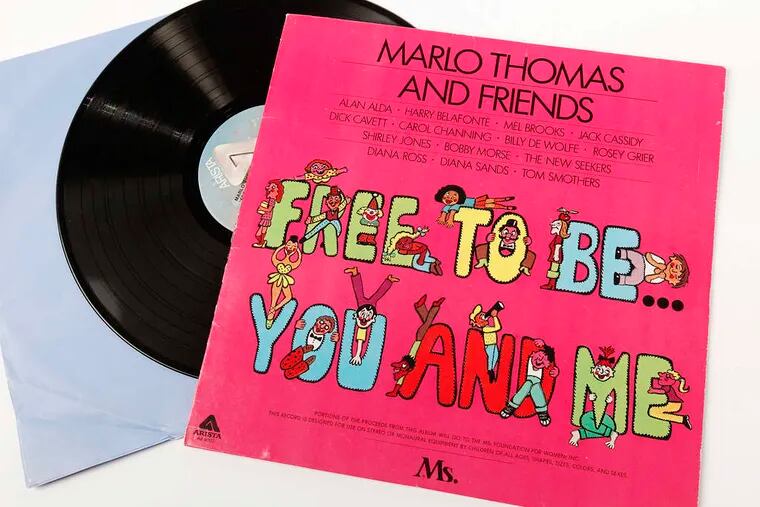 MARLO THOMAS
AND FRIENDS
ALAN ALDA · HARRY BELAFONTE · MEL BROOKS · JACK CASSIDY
DICK CAVETT · CAROL CHANNING · BILLY DE WOLFE · ROSEY GRIER
SHIRLEY JONES · BOBBY MORSE · THE NEW SEEKERS
DIANA ROSS · DIANA SANDS · TOM SMOTHERS
FREE TO BE...
YOU AND ME
PORTIONS OF THE PROCEEDS FROM THIS ALBUM WILL GO TO THE MS. FOUNDATION FOR WOMEN, INC.
THIS RECORD IS DESIGNED FOR USE ON STEREO OR MONAURAL EQUIPMENT BY CHILDREN OF ALL AGES, SHAPES, SIZES, COLORS, AND SEXES.
ARISTA
Ms.
ARISTA